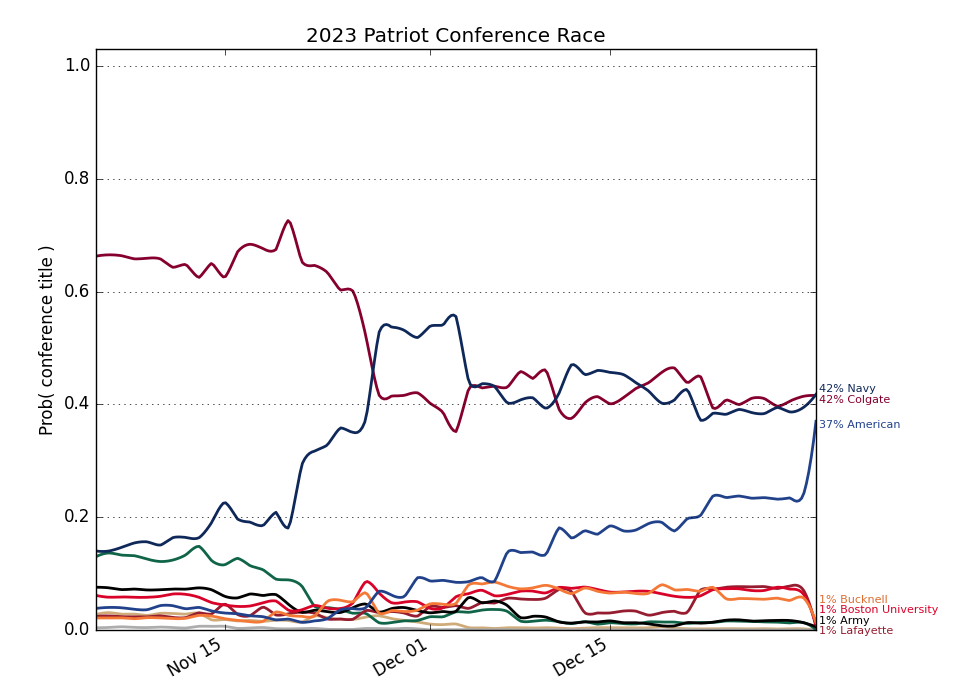 2023 Patriot Conference Race
Prob( conference title )
1.0
0.8
0.6
0.4
0.2
0.0
Nov 15
Dec 01
Dec 15
42% Navy
42% Colgate
37% American
1% Bucknell
1% Boston University
1% Army
1% Lafayette